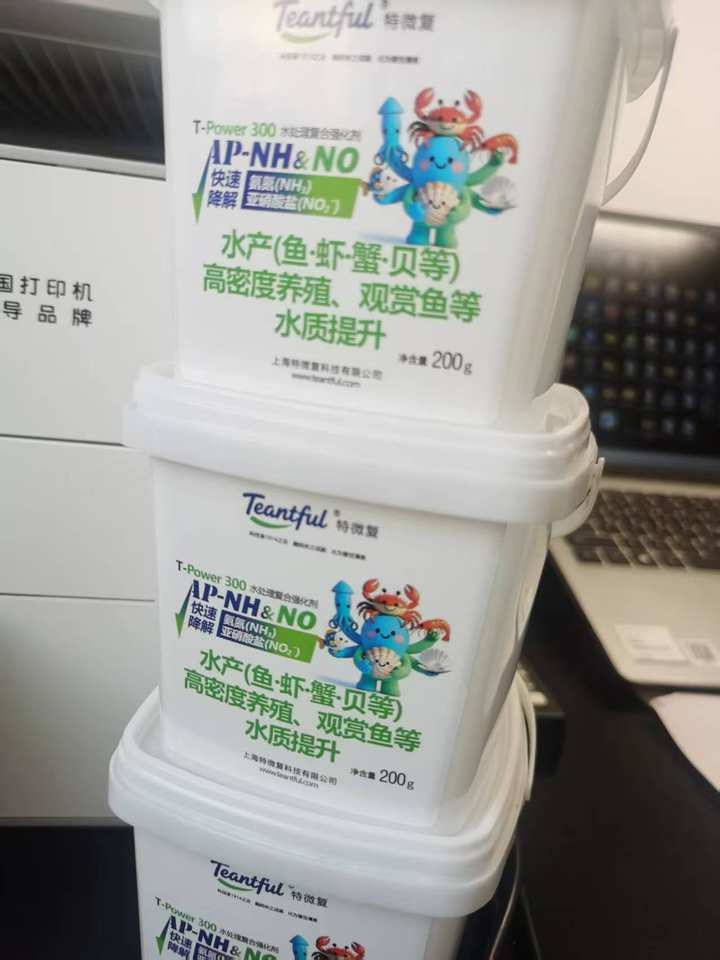 Teantful® 特微复
T-Power 300 水处理复合强化剂
AP-NH & NO
快速降解
氨氮(NH₃)
亚硝酸盐(NO₂⁻)
水产(鱼·虾·蟹·贝等)
高密度养殖、观赏鱼等
水质提升
净含量 200g
上海特微复科技有限公司
www.teantful.com
国打印机
导品牌
Teantful® 特微复
T-Power 300 水处理复合强化剂
AP-NH & NO
快速降解
氨氮(NH₃)
亚硝酸盐(NO₂⁻)
水产(鱼·虾·蟹·贝等)
高密度养殖、观赏鱼等
水质提升
净含量 200g
上海特微复科技有限公司
www.teantful.com
Teantful 特微复
T-Power 300 水处理复合强化剂
AP-NH & NO
快速
氨氮(NH₃)